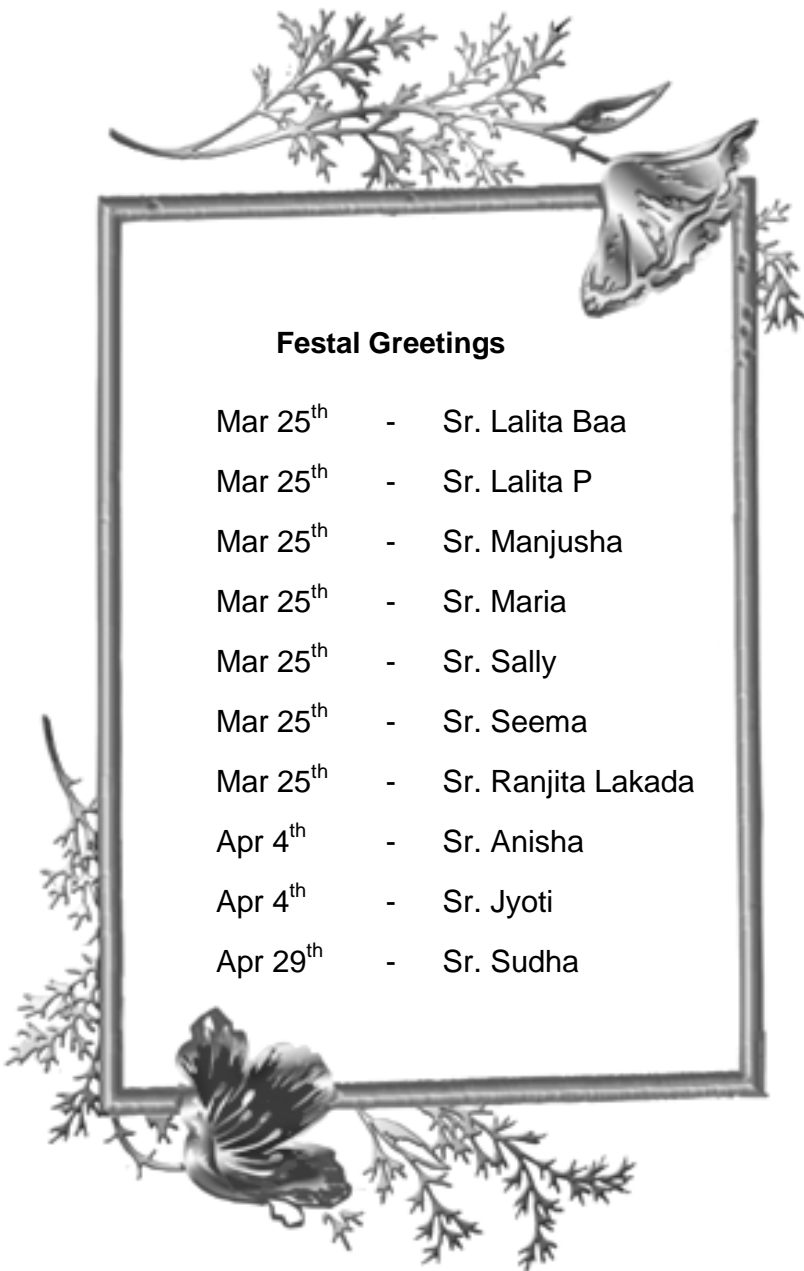 Festal Greetings
Mar 25th - Sr. Lalita Baa
Mar 25th - Sr. Lalita P
Mar 25th - Sr. Manjusha
Mar 25th - Sr. Maria
Mar 25th - Sr. Sally
Mar 25th - Sr. Seema
Mar 25th - Sr. Ranjita Lakada
Apr 4th - Sr. Anisha
Apr 4th - Sr. Jyoti
Apr 29th - Sr. Sudha